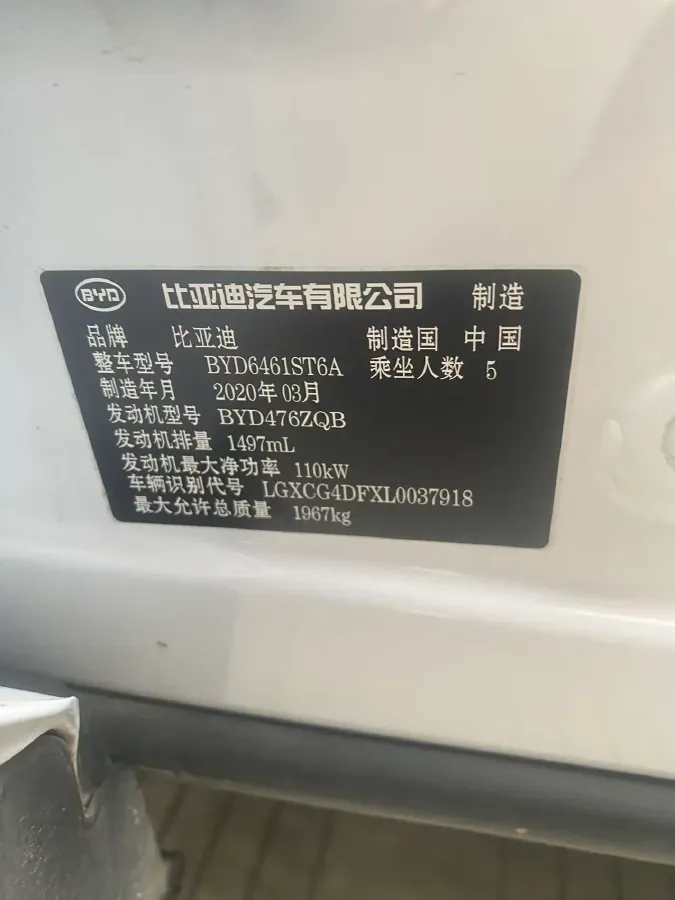 BYD 比亚迪汽车有限公司 制造
品牌 比亚迪 制造国 中国
整车型号 BYD6461ST6A 乘坐人数 5
制造年月 2020年03月
发动机型号 BYD476ZQB
发动机排量 1497mL
发动机最大净功率 110kW
车辆识别代号 LGXCG4DFXL0037918
最大允许总质量 1967kg